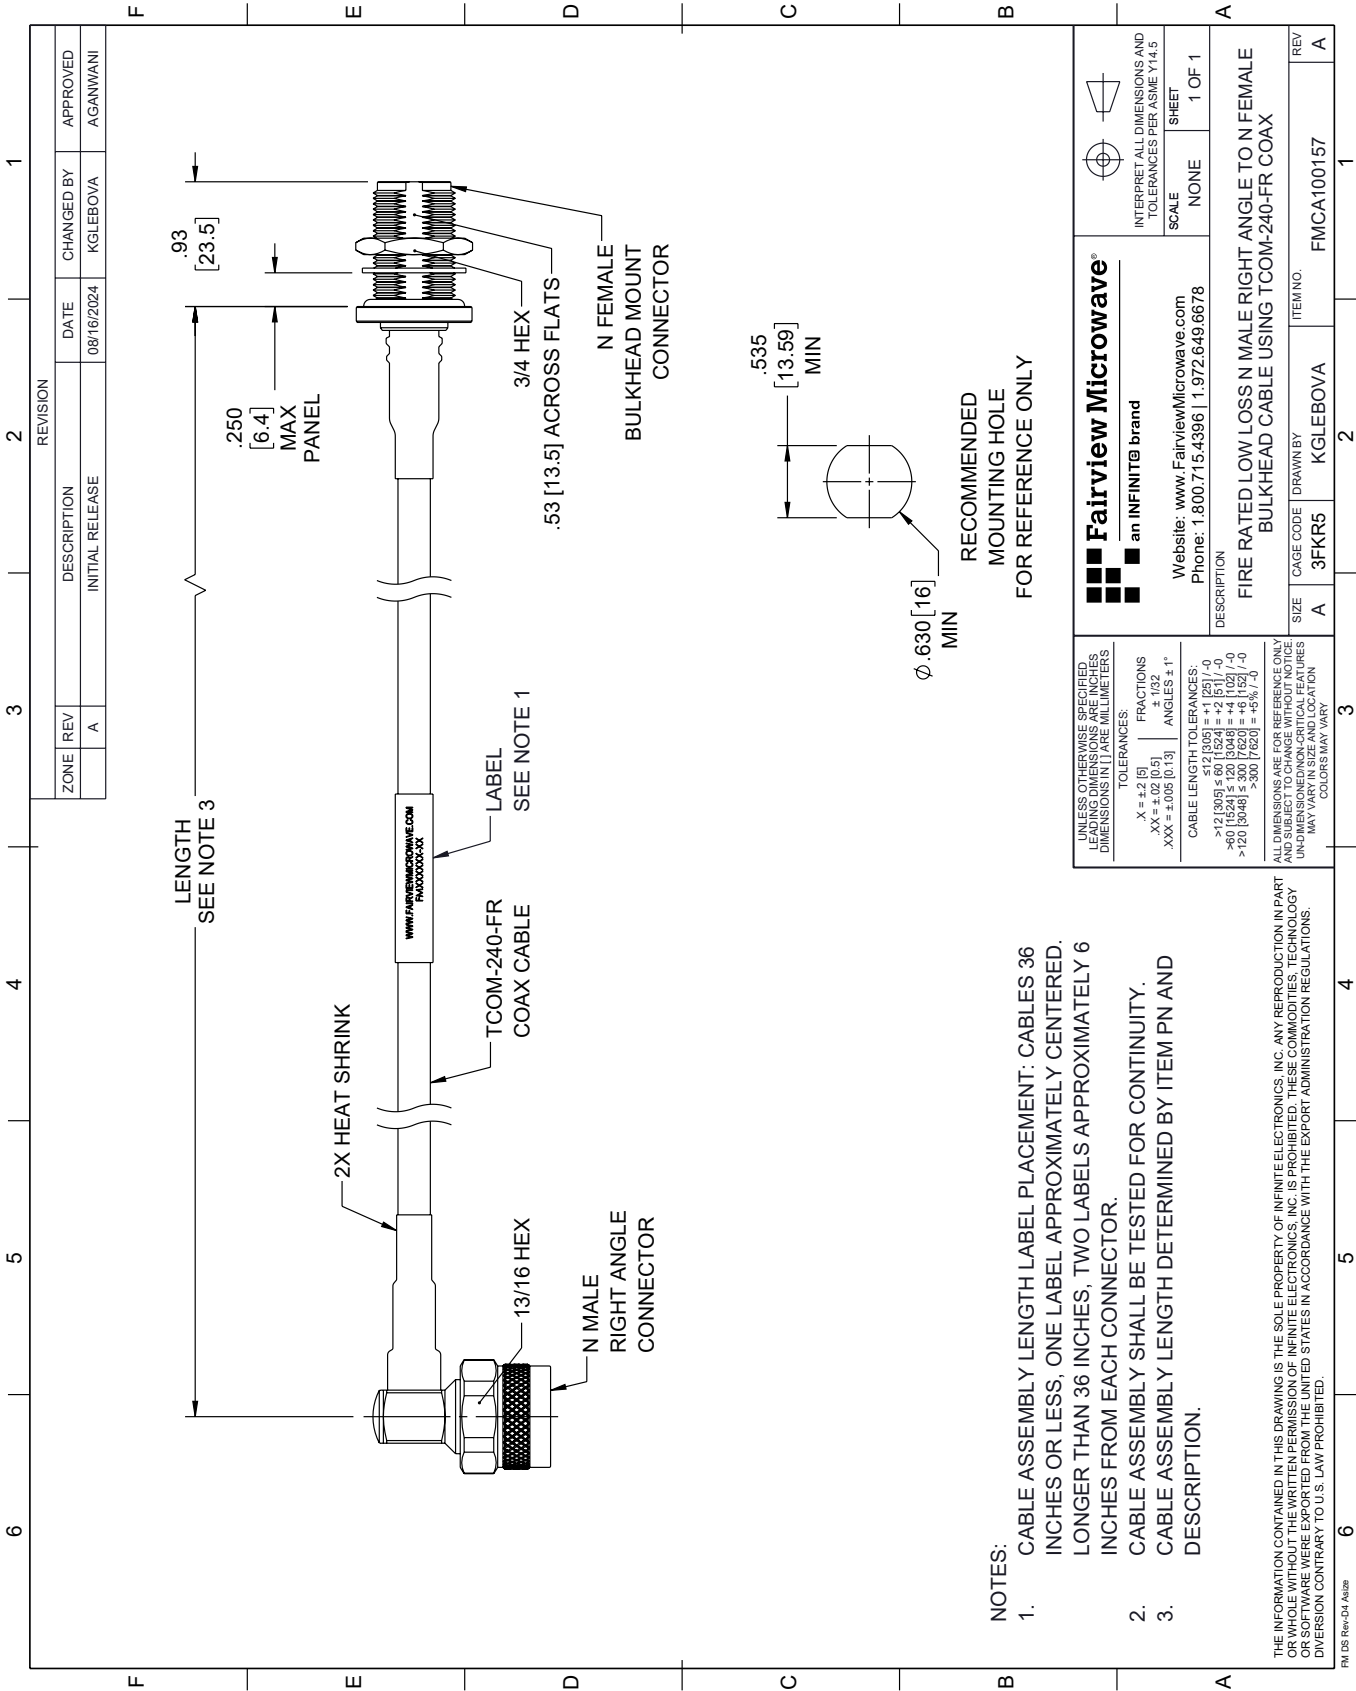 6
5
4
3
2
1
F
E
D
C
B
A
REVISION
ZONE
REV
DESCRIPTION
DATE
CHANGED BY
APPROVED
A
INITIAL RELEASE
08/16/2024
KGLEBOVA
AGANWANI
LENGTH
SEE NOTE 3
.93
[23.5]
.250
[6.4]
MAX
PANEL
2X HEAT SHRINK
WWW.FAIRVIEWMICROWAVE.COM
FMXXXXXXX-XX
13/16 HEX
N MALE
RIGHT ANGLE
CONNECTOR
TCOM-240-FR
COAX CABLE
LABEL
SEE NOTE 1
3/4 HEX
.53 [13.5] ACROSS FLATS
N FEMALE
BULKHEAD MOUNT
CONNECTOR
.535
[13.59]
MIN
Ø.630 [16]
MIN
RECOMMENDED
MOUNTING HOLE
FOR REFERENCE ONLY
NOTES:
1. CABLE ASSEMBLY LENGTH LABEL PLACEMENT: CABLES 36
INCHES OR LESS, ONE LABEL APPROXIMATELY CENTERED.
LONGER THAN 36 INCHES, TWO LABELS APPROXIMATELY 6
INCHES FROM EACH CONNECTOR.
2. CABLE ASSEMBLY SHALL BE TESTED FOR CONTINUITY.
3. CABLE ASSEMBLY LENGTH DETERMINED BY ITEM PN AND
DESCRIPTION.
THE INFORMATION CONTAINED IN THIS DRAWING IS THE SOLE PROPERTY OF INFINITE ELECTRONICS, INC. ANY REPRODUCTION IN PART
OR WHOLE WITHOUT THE WRITTEN PERMISSION OF INFINITE ELECTRONICS, INC. IS PROHIBITED. THESE COMMODITIES, TECHNOLOGY
OR SOFTWARE WERE EXPORTED FROM THE UNITED STATES IN ACCORDANCE WITH THE EXPORT ADMINISTRATION REGULATIONS.
DIVERSION CONTRARY TO U.S. LAW PROHIBITED.
UNLESS OTHERWISE SPECIFIED
LEADING DIMENSIONS ARE INCHES
DIMENSIONS IN [ ] ARE MILLIMETERS
TOLERANCES:
.X = ±.2 [5]
.XX = ±.02 [0.5]
.XXX = ±.005 [0.13]
FRACTIONS
± 1/32
ANGLES ± 1°
CABLE LENGTH TOLERANCES:
≤12 [305] = +1 [25] / -0
>12 [305] ≤ 60 [1524] = +2 [51] / -0
>60 [1524] ≤ 120 [3048] = +4 [102] / -0
>120 [3048] ≤ 300 [7620] = +6 [152] / -0
>300 [7620] = +5% / -0
ALL DIMENSIONS ARE FOR REFERENCE ONLY
AND SUBJECT TO CHANGE WITHOUT NOTICE.
UN-DIMENSIONED/NON-CRITICAL FEATURES
MAY VARY IN SIZE AND LOCATION
COLORS MAY VARY
Fairview Microwave®
an INFINIT® brand
Website: www.FairviewMicrowave.com
Phone: 1.800.715.4396 | 1.972.649.6678
INTERPRET ALL DIMENSIONS AND
TOLERANCES PER ASME Y14.5
SCALE
NONE
SHEET
1 OF 1
DESCRIPTION
FIRE RATED LOW LOSS N MALE RIGHT ANGLE TO N FEMALE
BULKHEAD CABLE USING TCOM-240-FR COAX
SIZE
A
CAGE CODE
3FKR5
DRAWN BY
KGLEBOVA
ITEM NO.
FMCA100157
REV
A
F
E
D
C
B
A
6
5
4
3
2
1
FM DS Rev-D4 Asize